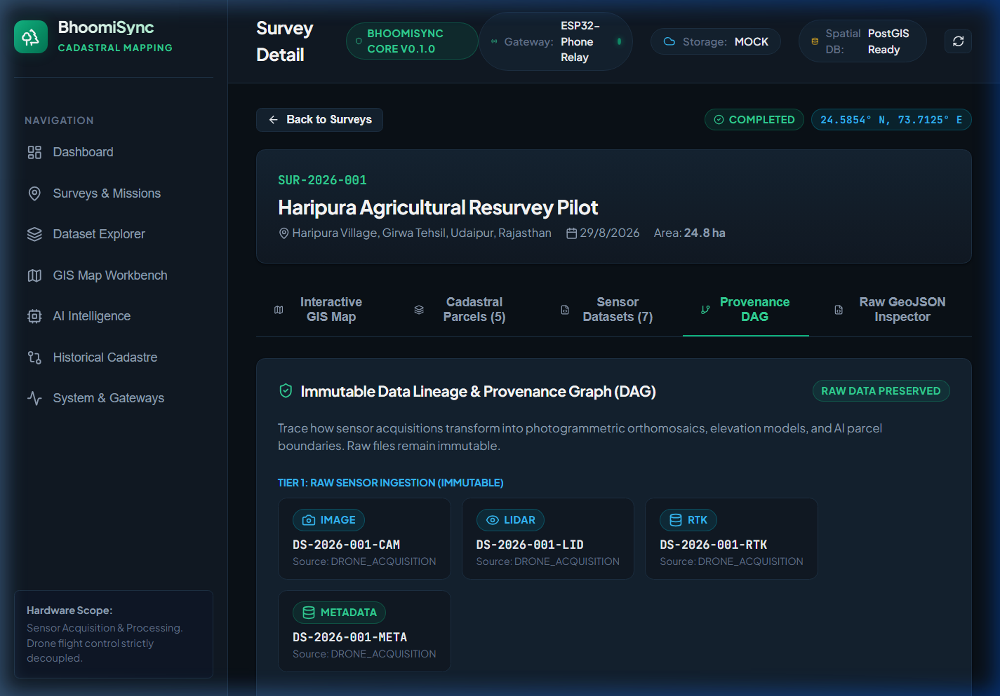 BhoomiSync
CADASTRAL MAPPING
NAVIGATION
Dashboard
Surveys & Missions
Dataset Explorer
GIS Map Workbench
AI Intelligence
Historical Cadastre
System & Gateways
Hardware Scope:
Sensor Acquisition & Processing.
Drone flight control strictly
decoupled.
Survey
Detail
BHOOMISYNC
CORE V0.1.0
Gateway:
ESP32-
Phone
Relay
Storage: MOCK
Spatial
DB:
PostGIS
Ready
Back to Surveys
COMPLETED
24.5854° N, 73.7125° E
SUR-2026-001
Haripura Agricultural Resurvey Pilot
Haripura Village, Girwa Tehsil, Udaipur, Rajasthan 29/8/2026 Area: 24.8 ha
Interactive
GIS Map
Cadastral
Parcels (5)
Sensor
Datasets (7)
Provenance
DAG
Raw GeoJSON
Inspector
Immutable Data Lineage & Provenance Graph (DAG)
RAW DATA PRESERVED
Trace how sensor acquisitions transform into photogrammetric orthomosaics, elevation models, and AI parcel
boundaries. Raw files remain immutable.
TIER 1: RAW SENSOR INGESTION (IMMUTABLE)
IMAGE
DS-2026-001-CAM
Source: DRONE_ACQUISITION
LIDAR
DS-2026-001-LID
Source: DRONE_ACQUISITION
RTK
DS-2026-001-RTK
Source: DRONE_ACQUISITION
METADATA
DS-2026-001-META
Source: DRONE_ACQUISITION